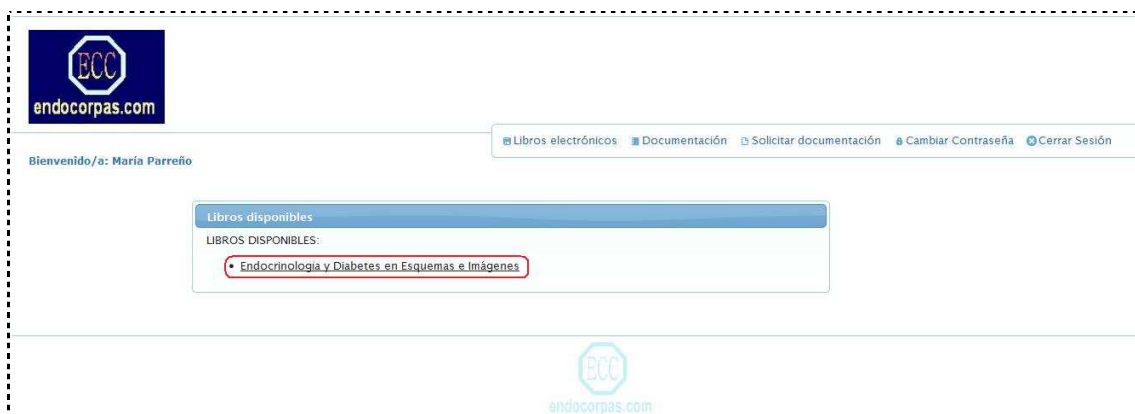 ECC
endocorpas.com
Libros electrónicos Documentación Solicitar documentación Cambiar Contraseña Cerrar Sesión
Bienvenido/a: María Parreño
Libros disponibles
LIBROS DISPONIBLES:
• Endocrinología y Diabetes en Esquemas e Imágenes
ECC
endocorpas.com